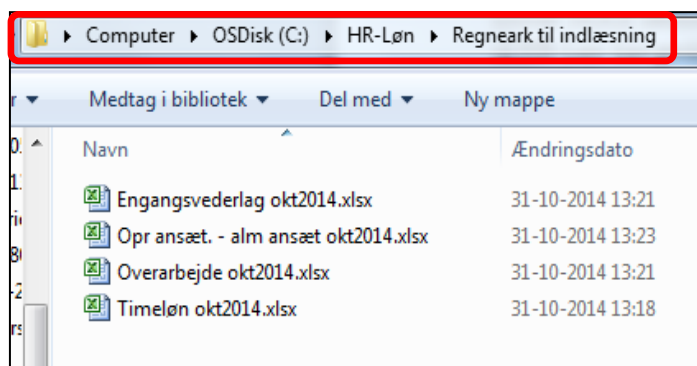 Computer ▸ OSDisk (C:) ▸ HR-Løn ▸ Regneark til indlæsning
Medtag i bibliotek Del med Ny mappe
Navn Ændringsdato
Engangsvederlag okt2014.xlsx 31-10-2014 13:21
Opr ansæt. - alm ansæt okt2014.xlsx 31-10-2014 13:23
Overarbejde okt2014.xlsx 31-10-2014 13:21
Timeløn okt2014.xlsx 31-10-2014 13:18